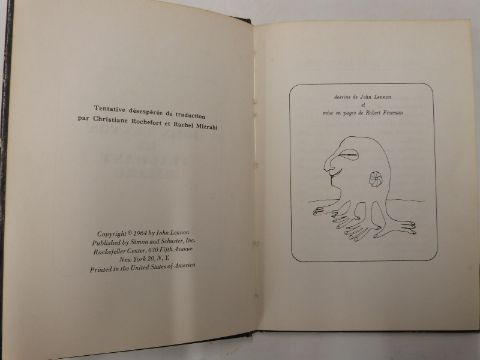 Tentative désespérée de traduction
par Christiane Rochefort et Rachel Mizrahi
Copyright © 1964 by John Lennon
Published by Simon and Schuster, Inc.
Rockefeller Center, 630 Fifth Avenue
New York 20, N. Y.
Printed in the United States of America
dessins de John Lennon
et
mise en pages de Robert Freeman